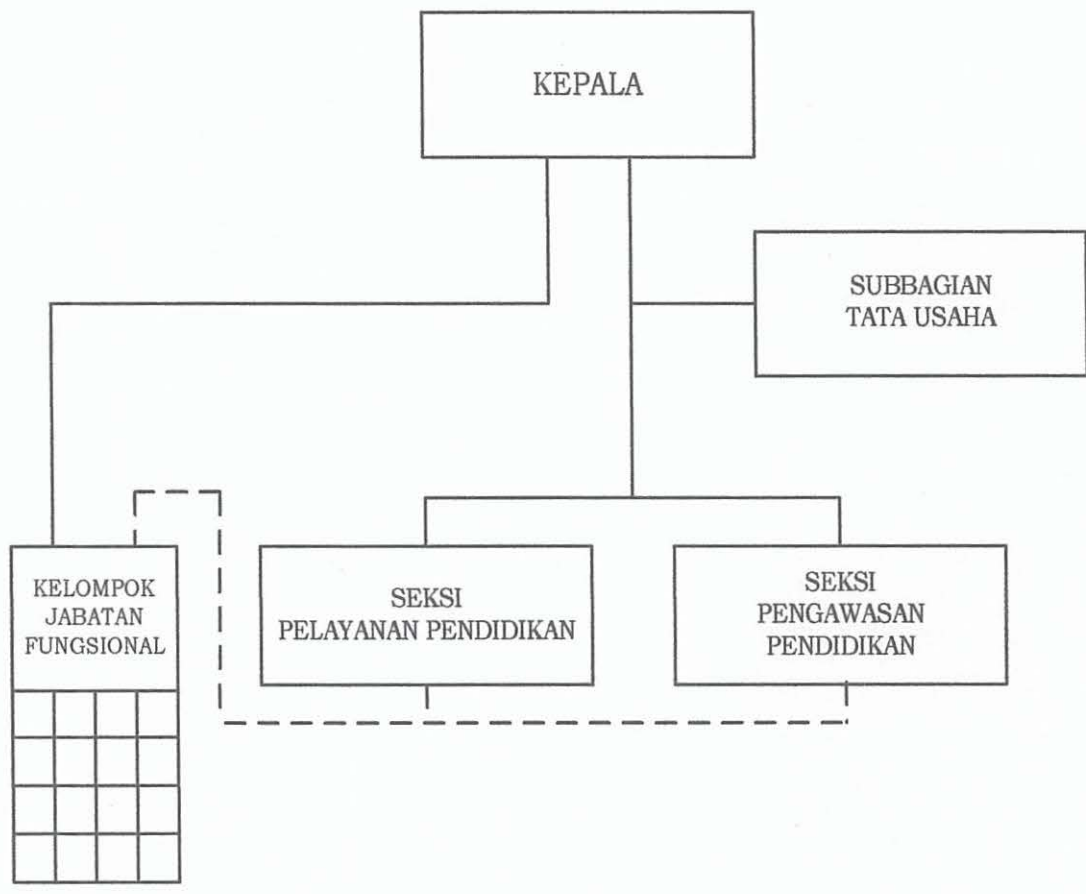 KEPALA
SUBBAGIAN
TATA USAHA
KELOMPOK
JABATAN
FUNGSIONAL
SEKSI
PELAYANAN PENDIDIKAN
SEKSI
PENGAWASAN
PENDIDIKAN